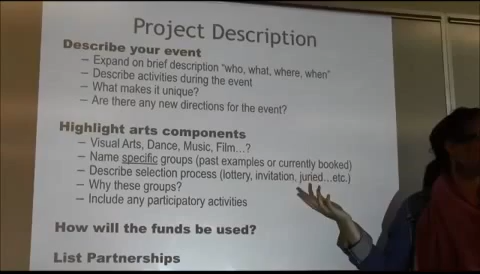 Project Description
Describe your event
– Expand on brief description "who, what, where, when"
– Describe activities during the event
– What makes it unique?
– Are there any new directions for the event?
Highlight arts components
– Visual Arts, Dance, Music, Film…?
– Name specific groups (past examples or currently booked)
– Describe selection process (lottery, invitation, juried…etc.)
– Why these groups?
– Include any participatory activities
How will the funds be used?
List Partnerships